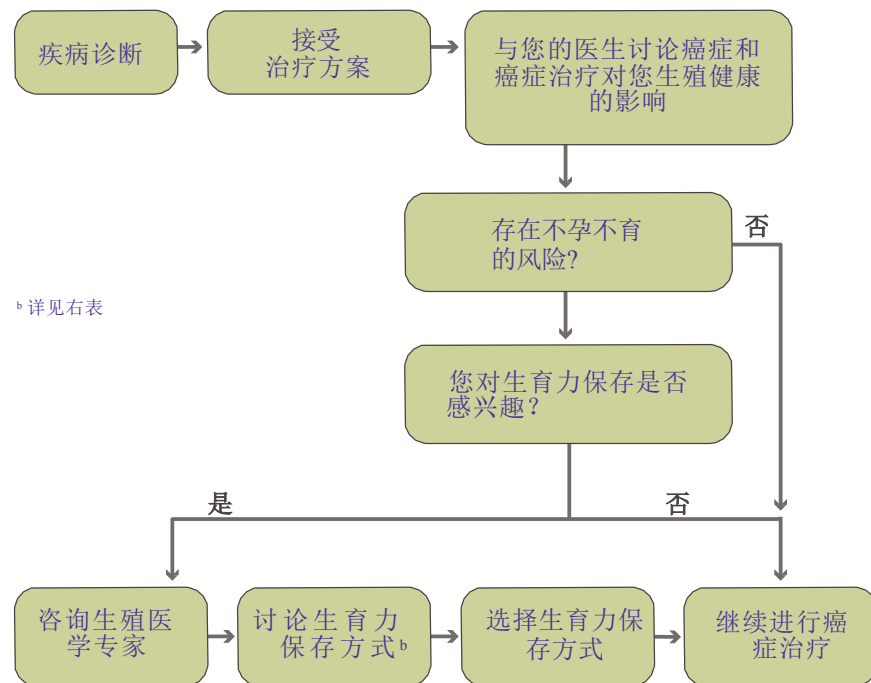 疾病诊断
接受
治疗方案
与您的医生讨论癌症和
癌症治疗对您生殖健康
的影响
存在不孕不育
的风险?
否
ᵇ 详见右表
您对生育力保存是否
感兴趣?
是
否
咨询生殖医
学专家
讨论生育力
保存方式ᵇ
选择生育力保
存方式
继续进行癌
症治疗